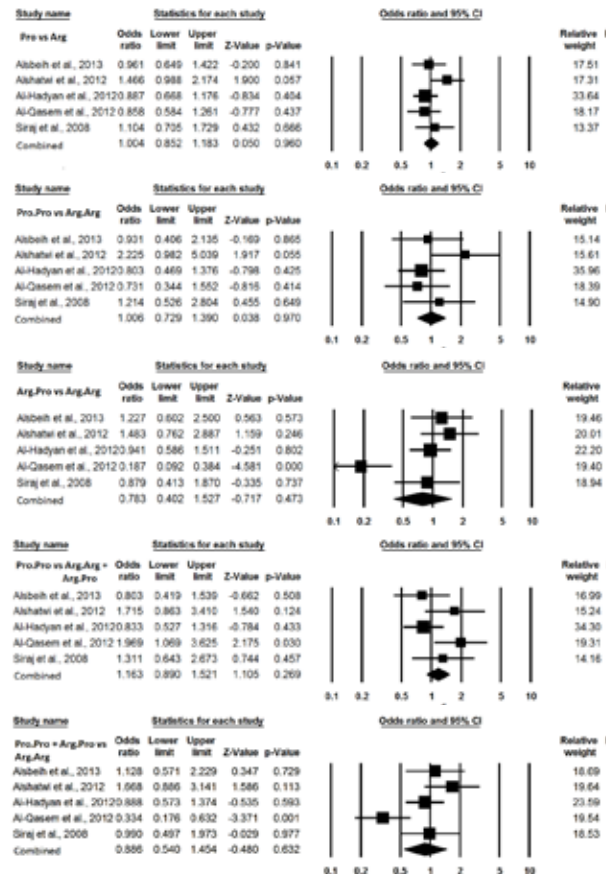 Study name Statistics for each study Odds ratio and 95% CI
Pro vs Arg Odds ratio Lower limit Upper limit Z-Value p-Value Relative weight
Alsbeih et al., 2013 0.961 0.649 1.422 -0.200 0.841 17.51
Alshatwi et al., 2012 1.466 0.988 2.174 1.900 0.057 17.31
Al-Hadyan et al., 2012 0.887 0.668 1.176 -0.834 0.404 33.64
Al-Qasem et al., 2012 0.858 0.584 1.261 -0.777 0.437 18.17
Siraj et al., 2008 1.104 0.705 1.729 0.432 0.666 13.37
Combined 1.004 0.852 1.183 0.050 0.960
0.1 0.2 0.5 1 2 5 10
Study name Statistics for each study Odds ratio and 95% CI
Pro.Pro vs Arg.Arg Odds ratio Lower limit Upper limit Z-Value p-Value Relative weight
Alsbeih et al., 2013 0.931 0.406 2.135 -0.169 0.865 15.14
Alshatwi et al., 2012 2.225 0.982 5.039 1.917 0.055 15.61
Al-Hadyan et al., 2012 0.803 0.469 1.376 -0.798 0.425 35.96
Al-Qasem et al., 2012 0.731 0.344 1.552 -0.816 0.414 18.39
Siraj et al., 2008 1.214 0.526 2.804 0.455 0.649 14.90
Combined 1.006 0.729 1.390 0.038 0.970
0.1 0.2 0.5 1 2 5 10
Study name Statistics for each study Odds ratio and 95% CI
Arg.Pro vs Arg.Arg Odds ratio Lower limit Upper limit Z-Value p-Value Relative weight
Alsbeih et al., 2013 1.227 0.602 2.500 0.563 0.573 19.46
Alshatwi et al., 2012 1.483 0.762 2.887 1.159 0.246 20.01
Al-Hadyan et al., 2012 0.941 0.586 1.511 -0.251 0.802 22.20
Al-Qasem et al., 2012 0.187 0.092 0.384 -4.581 0.000 19.40
Siraj et al., 2008 0.879 0.413 1.870 -0.335 0.737 18.94
Combined 0.783 0.402 1.527 -0.717 0.473
0.1 0.2 0.5 1 2 5 10
Study name Statistics for each study Odds ratio and 95% CI
Pro.Pro vs Arg.Arg + Arg.Pro Odds ratio Lower limit Upper limit Z-Value p-Value Relative weight
Alsbeih et al., 2013 0.803 0.419 1.539 -0.662 0.508 16.99
Alshatwi et al., 2012 1.715 0.863 3.410 1.540 0.124 15.24
Al-Hadyan et al., 2012 0.833 0.527 1.316 -0.784 0.433 34.30
Al-Qasem et al., 2012 1.969 1.069 3.625 2.175 0.030 19.31
Siraj et al., 2008 1.311 0.643 2.673 0.744 0.457 14.16
Combined 1.163 0.890 1.521 1.105 0.269
0.1 0.2 0.5 1 2 5 10
Study name Statistics for each study Odds ratio and 95% CI
Pro.Pro + Arg.Pro vs Arg.Arg Odds ratio Lower limit Upper limit Z-Value p-Value Relative weight
Alsbeih et al., 2013 1.128 0.571 2.229 0.347 0.729 18.69
Alshatwi et al., 2012 1.668 0.886 3.141 1.586 0.113 19.64
Al-Hadyan et al., 2012 0.888 0.573 1.374 -0.535 0.593 23.59
Al-Qasem et al., 2012 0.334 0.176 0.632 -3.371 0.001 19.54
Siraj et al., 2008 0.990 0.497 1.973 -0.029 0.977 18.53
Combined 0.886 0.540 1.454 -0.480 0.632
0.1 0.2 0.5 1 2 5 10